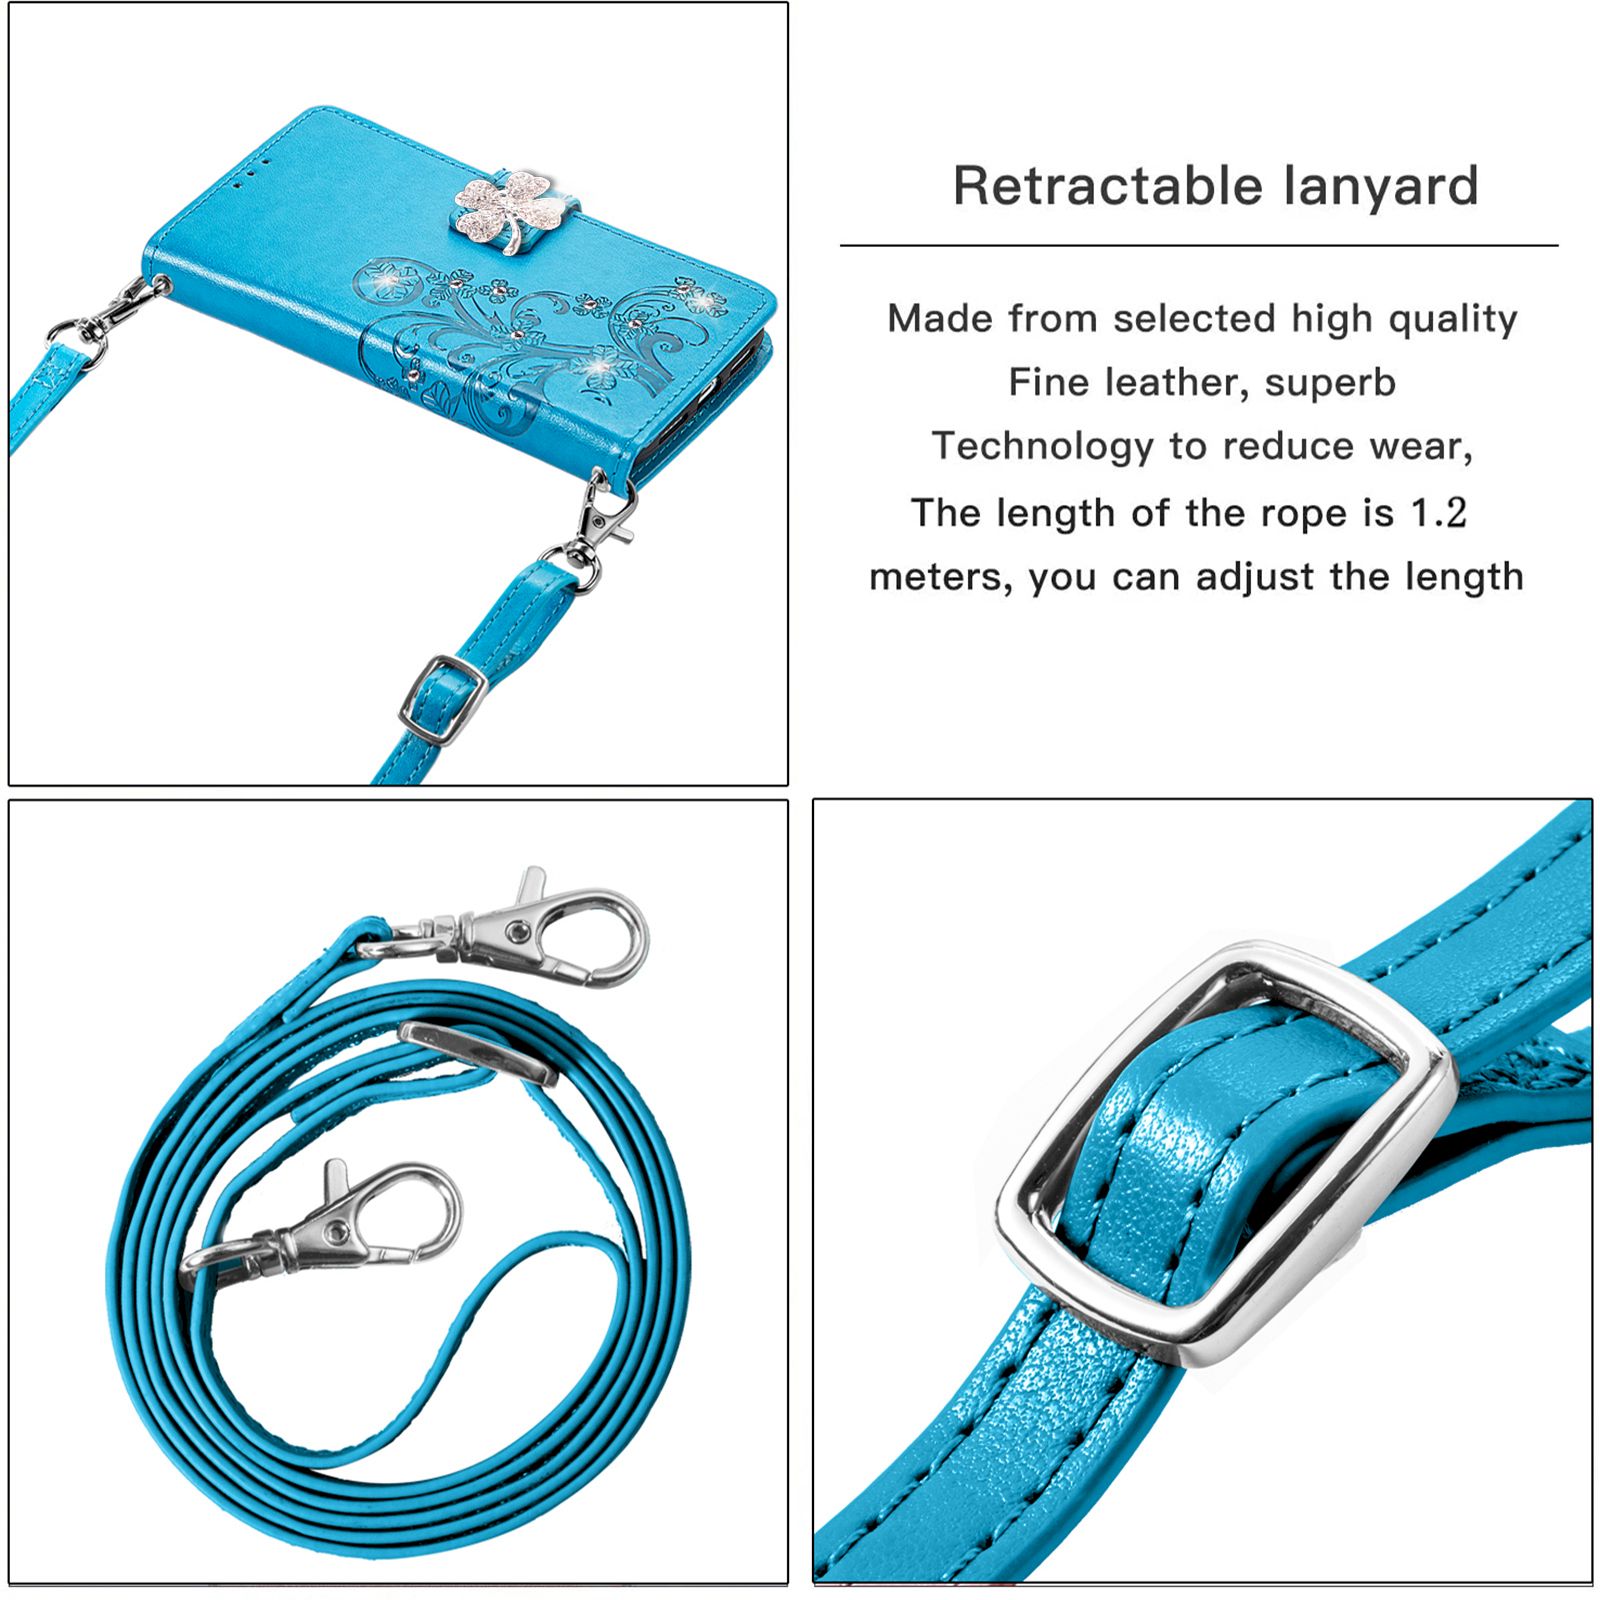 Retractable lanyard
Made from selected high quality
Fine leather, superb
Technology to reduce wear,
The length of the rope is 1.2
meters, you can adjust the length